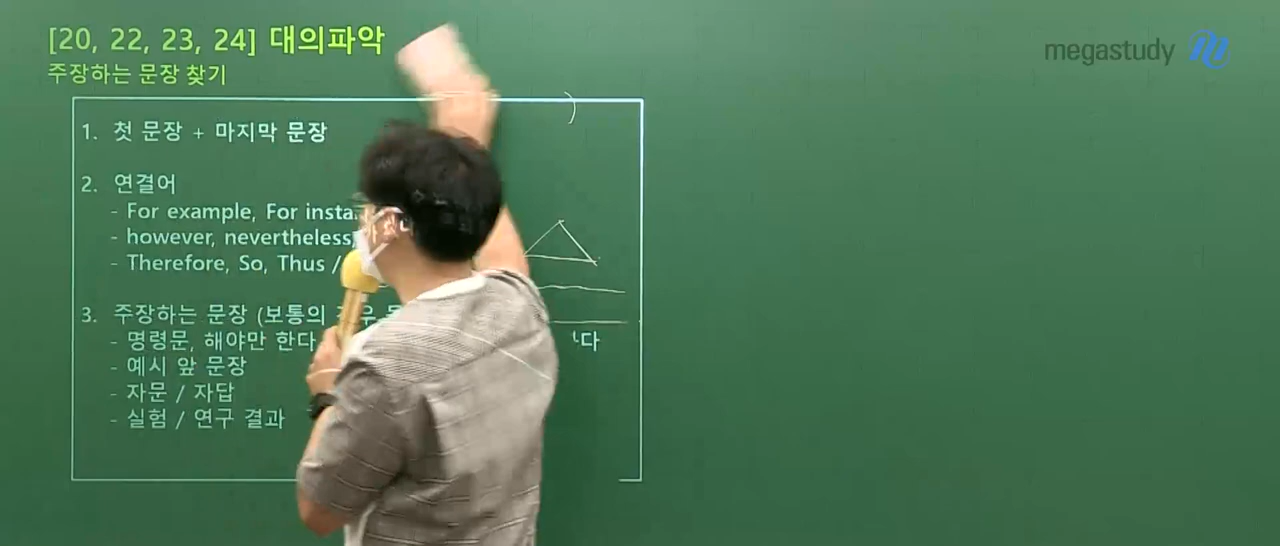 [20, 22, 23, 24] 대의파악
주장하는 문장 찾기
megastudy
1. 첫 문장 + 마지막 문장
2. 연결어
- For example, For
- however, nevertheless
- Therefore, So, Thus /
3. 주장하는 문장 (보통의
- 명령문, 해야만 한다
- 예시 앞 문장
- 자문 / 자답
- 실험 / 연구 결과